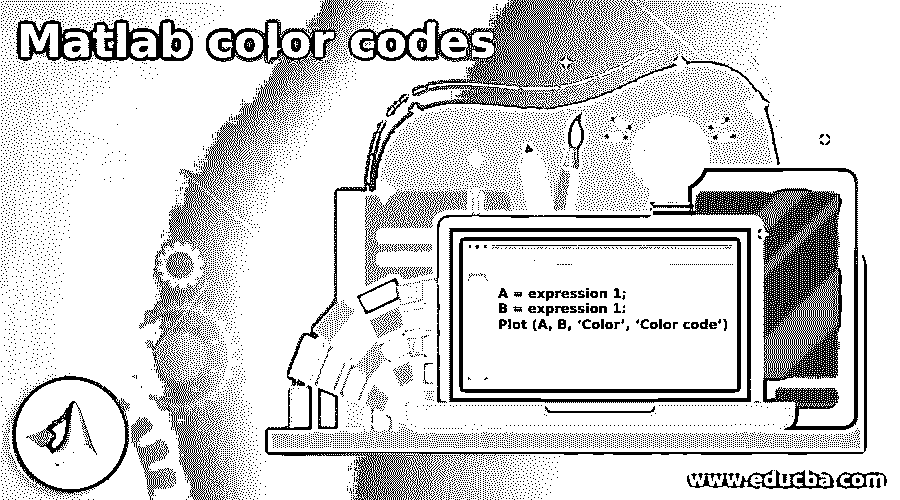 Matlab color codes
A = expression 1;
B = expression 1;
Plot (A, B, ‘Color’, ‘Color code’)
www.educba.com